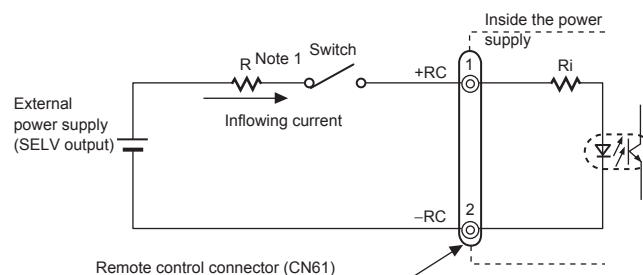 Inside the power
supply
R Note 1 Switch
+RC 1 Ri
External
power supply
(SELV output)
Inflowing current
−RC 2
Remote control connector (CN61)